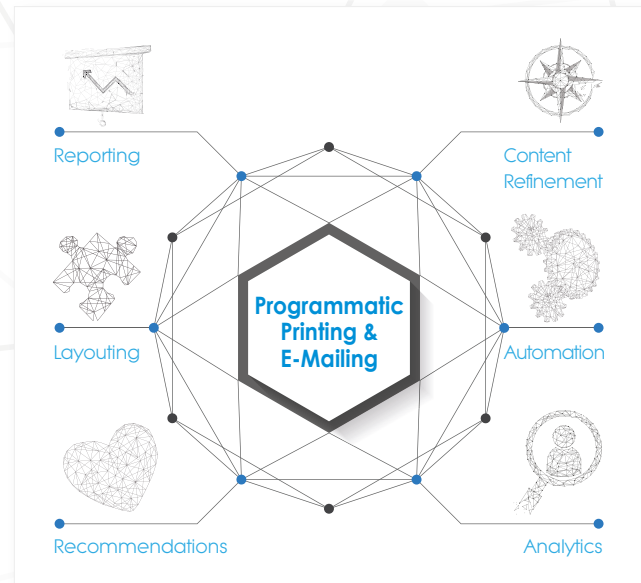 Reporting
Content
Refinement
Programmatic
Printing &
E-Mailing
Layouting
Automation
Recommendations
Analytics